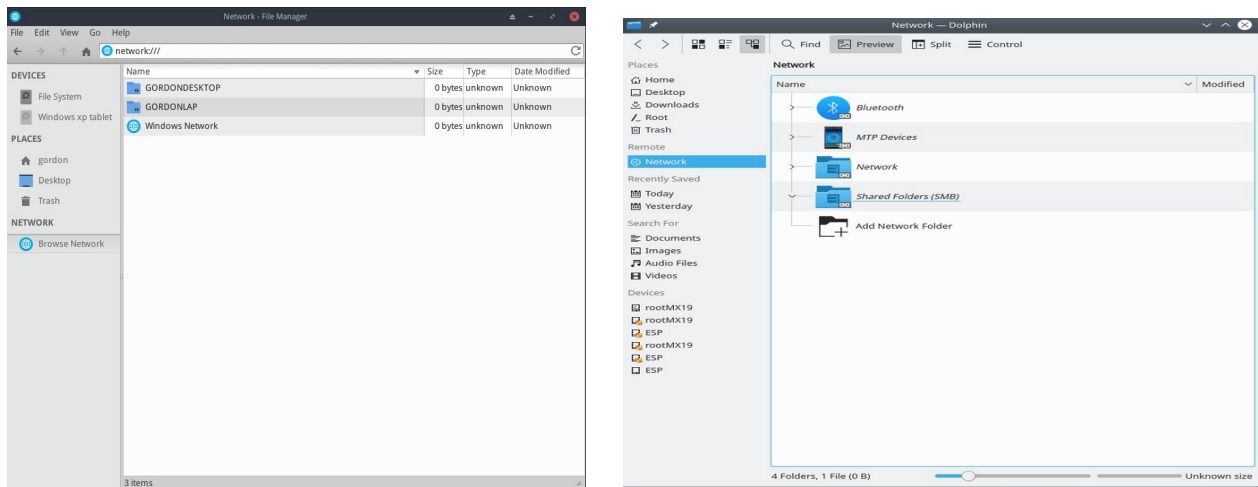 Network - File Manager
File Edit View Go Help
network:///
DEVICES
File System
Windows xp tablet
PLACES
gordon
Desktop
Trash
NETWORK
Browse Network
Name Size Type Date Modified
GORDONDESKTOP 0 bytes unknown Unknown
GORDONLAP 0 bytes unknown Unknown
Windows Network 0 bytes unknown Unknown
3 items
Network — Dolphin
Find Preview Split Control
Places
Home
Desktop
Downloads
Root
Trash
Remote
Network
Recently Saved
Today
Yesterday
Search For
Documents
Images
Audio Files
Videos
Devices
rootMX19
rootMX19
ESP
rootMX19
ESP
ESP
Network
Name Modified
Bluetooth
MTP Devices
Network
Shared Folders (SMB)
Add Network Folder
4 Folders, 1 File (0 B) Unknown size